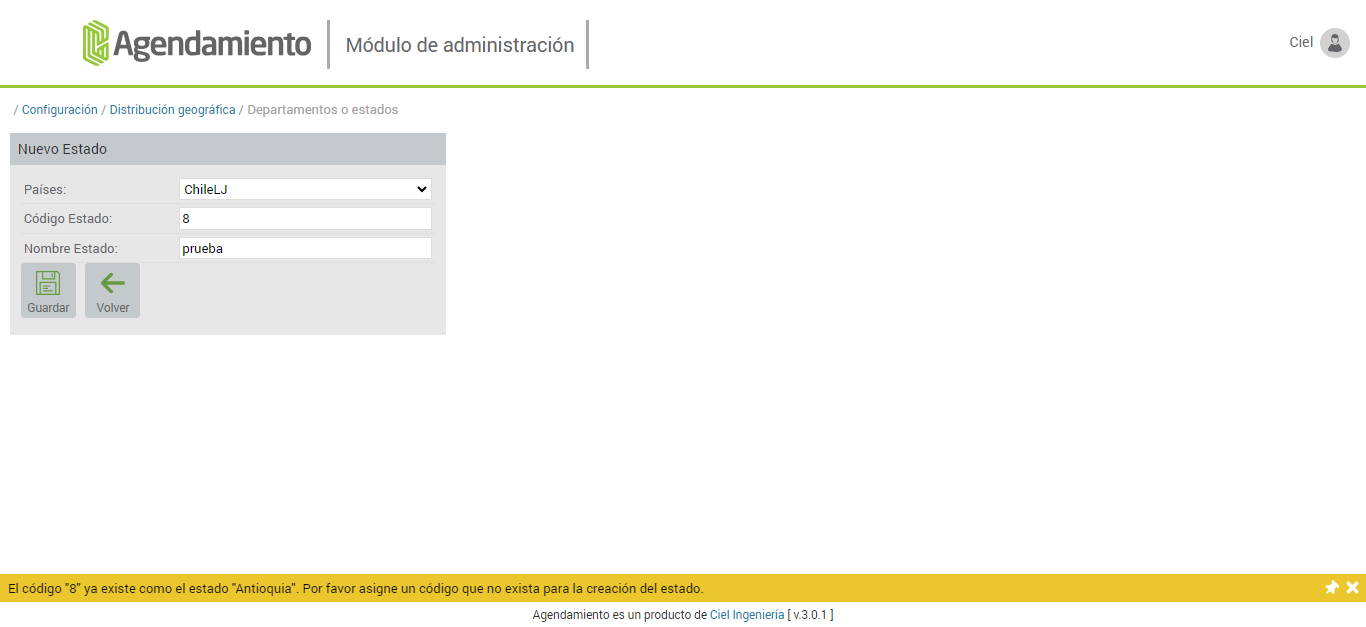 Agendamiento
Módulo de administración
Ciel
/ Configuración / Distribución geográfica / Departamentos o estados
Nuevo Estado
Países: ChileLJ
Código Estado: 8
Nombre Estado: prueba
Guardar Volver
El código "8" ya existe como el estado "Antioquia". Por favor asigne un código que no exista para la creación del estado.
Agendamiento es un producto de Ciel Ingeniería [ v.3.0.1 ]